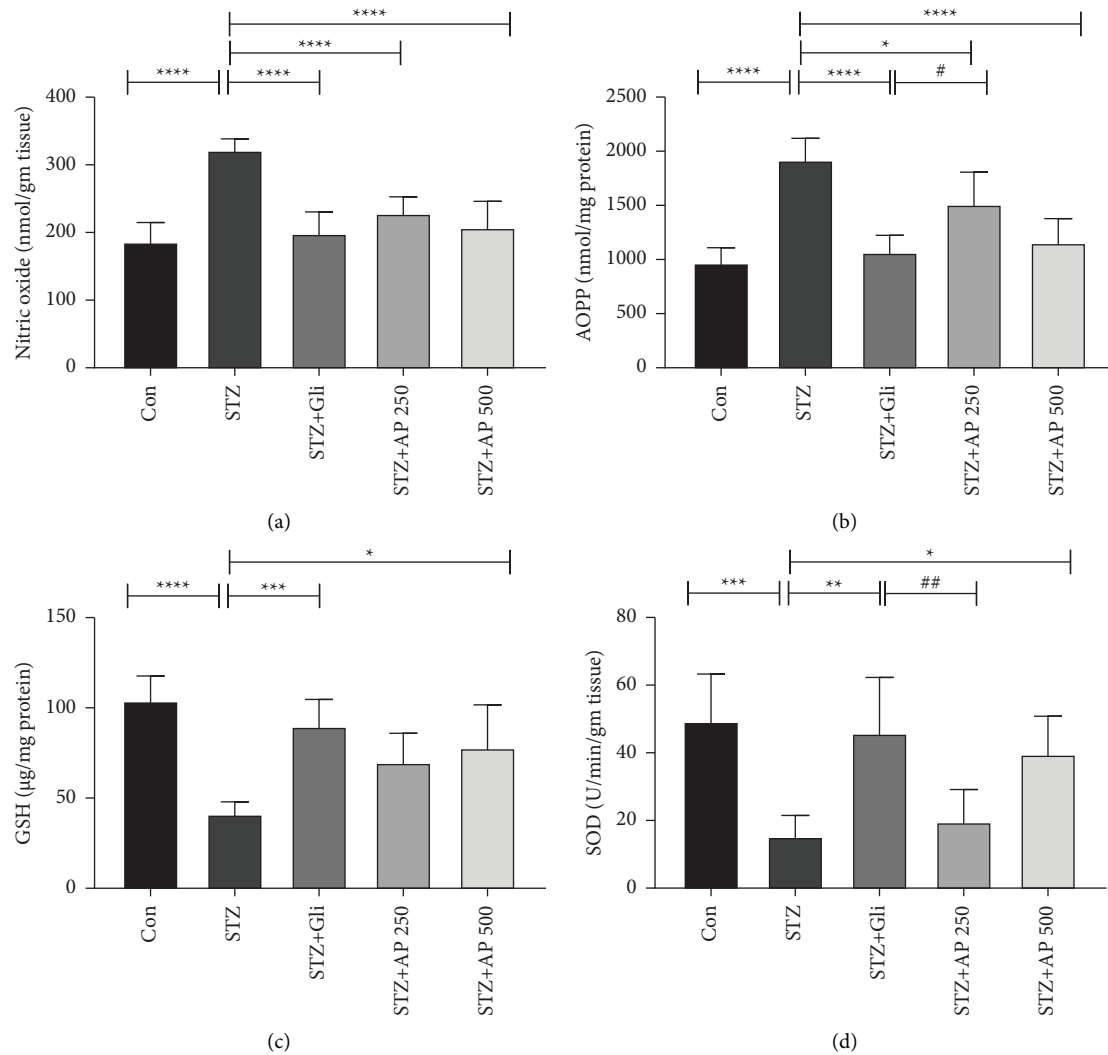 ****
****
****
****
Nitric oxide (nmol/gm tissue)
400
300
200
100
0
Con
STZ
STZ+Gli
STZ+AP 250
STZ+AP 500
(a)
****
*
****
****
#
AOPP (nmol/mg protein)
2500
2000
1500
1000
500
0
Con
STZ
STZ+Gli
STZ+AP 250
STZ+AP 500
(b)
*
****
***
GSH (μg/mg protein)
150
100
50
0
Con
STZ
STZ+Gli
STZ+AP 250
STZ+AP 500
(c)
*
***
**
##
SOD (U/min/gm tissue)
80
60
40
20
0
Con
STZ
STZ+Gli
STZ+AP 250
STZ+AP 500
(d)